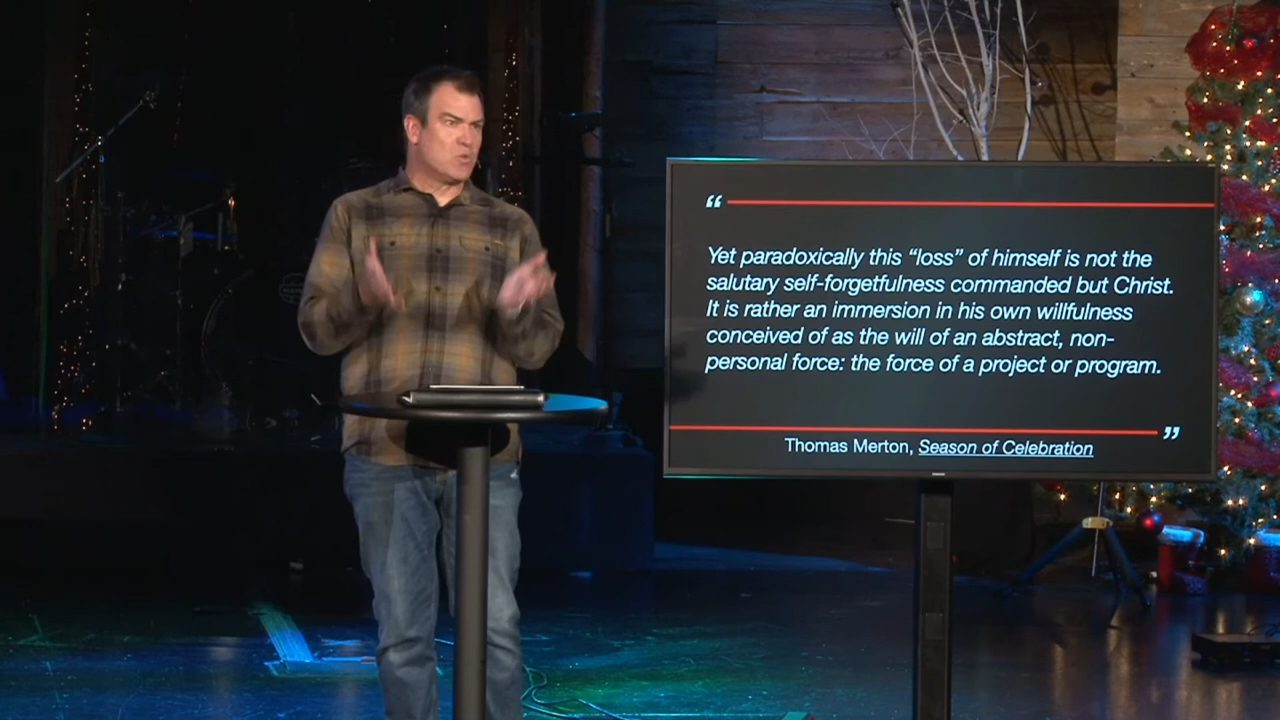 “
Yet paradoxically this “loss” of himself is not the
salutary self-forgetfulness commanded but Christ.
It is rather an immersion in his own willfulness
conceived of as the will of an abstract, non-
personal force: the force of a project or program.
”
Thomas Merton, Season of Celebration